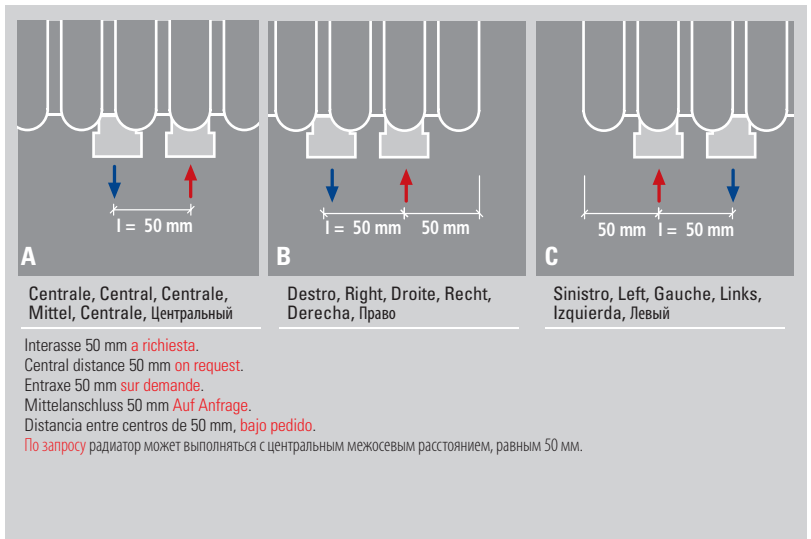 I = 50 mm
A
I = 50 mm 50 mm
B
50 mm I = 50 mm
C
Centrale, Central, Centrale,
Mittel, Centrale, Центральный
Destro, Right, Droite, Recht,
Derecha, Право
Sinistro, Left, Gauche, Links,
Izquierda, Левый
Interasse 50 mm a richiesta.
Central distance 50 mm on request.
Entraxe 50 mm sur demande.
Mittelanschluss 50 mm Auf Anfrage.
Distancia entre centros de 50 mm, bajo pedido.
По запросу радиатор может выполняться с центральным межосевым расстоянием, равным 50 мм.